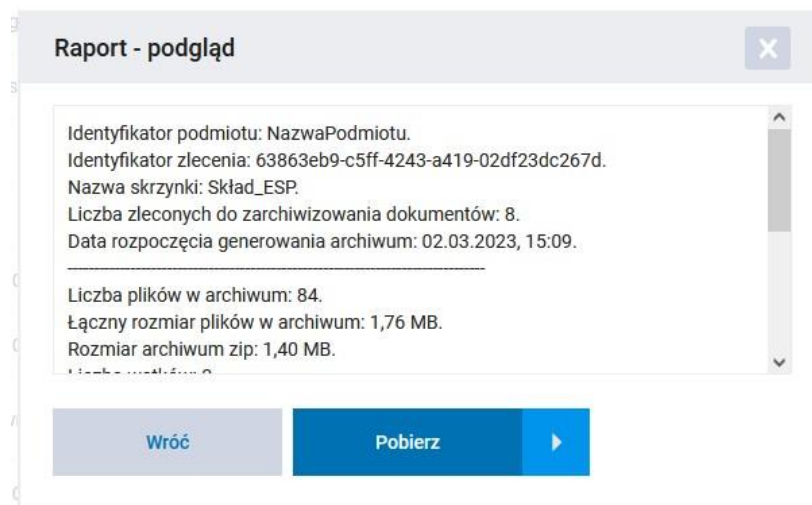 Raport - podgląd
Identyfikator podmiotu: NazwaPodmiotu.
Identyfikator zlecenia: 63863eb9-c5ff-4243-a419-02df23dc267d.
Nazwa skrzynki: Skład_ESP.
Liczba zleconych do zarchiwizowania dokumentów: 8.
Data rozpoczęcia generowania archiwum: 02.03.2023, 15:09.
--------------------------------------------------------------------------------
Liczba plików w archiwum: 84.
Łączny rozmiar plików w archiwum: 1,76 MB.
Rozmiar archiwum zip: 1,40 MB.
Wróć
Pobierz